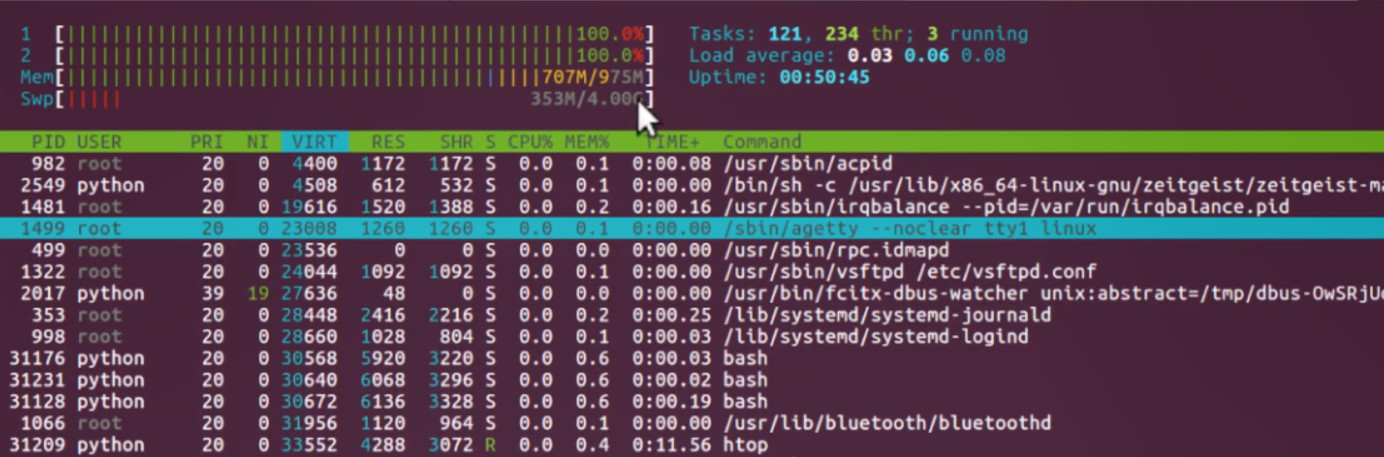 1 [||||||||||||||||||||||||||||||||||||||||||||||100.0%] Tasks: 121, 234 thr; 3 running
2 [||||||||||||||||||||||||||||||||||||||||||||||100.0%] Load average: 0.03 0.06 0.08
Mem[|||||||||||||||||||||||||||||||||||||||||||707M/975M] Uptime: 00:50:45
Swp[||||| 353M/4.00G]
PID USER PRI NI VIRT RES SHR S CPU% MEM% TIME+ Command
982 root 20 0 4400 1172 1172 S 0.0 0.1 0:00.08 /usr/sbin/acpid
2549 python 20 0 4508 612 532 S 0.0 0.1 0:00.00 /bin/sh -c /usr/lib/x86_64-linux-gnu/zeitgeist/zeitgeist-ma
1481 root 20 0 19616 1520 1388 S 0.0 0.2 0:00.16 /usr/sbin/irqbalance --pid=/var/run/irqbalance.pid
1499 root 20 0 23008 1260 1260 S 0.0 0.1 0:00.00 /sbin/agetty --noclear tty1 linux
499 root 20 0 23536 0 0 S 0.0 0.0 0:00.00 /usr/sbin/rpc.idmapd
1322 root 20 0 24044 1092 1092 S 0.0 0.1 0:00.00 /usr/sbin/vsftpd /etc/vsftpd.conf
2017 python 39 19 27636 48 0 S 0.0 0.0 0:00.00 /usr/bin/fcitx-dbus-watcher unix:abstract=/tmp/dbus-OwSRjU
353 root 20 0 28448 2416 2216 S 0.0 0.2 0:00.25 /lib/systemd/systemd-journald
998 root 20 0 28660 1028 804 S 0.0 0.1 0:00.03 /lib/systemd/systemd-logind
31176 python 20 0 30568 5920 3220 S 0.0 0.6 0:00.03 bash
31231 python 20 0 30640 6068 3296 S 0.0 0.6 0:00.02 bash
31128 python 20 0 30672 6136 3328 S 0.0 0.6 0:00.19 bash
1066 root 20 0 31956 1120 964 S 0.0 0.1 0:00.00 /usr/lib/bluetooth/bluetoothd
31209 python 20 0 33552 4288 3072 R 0.0 0.4 0:11.56 htop